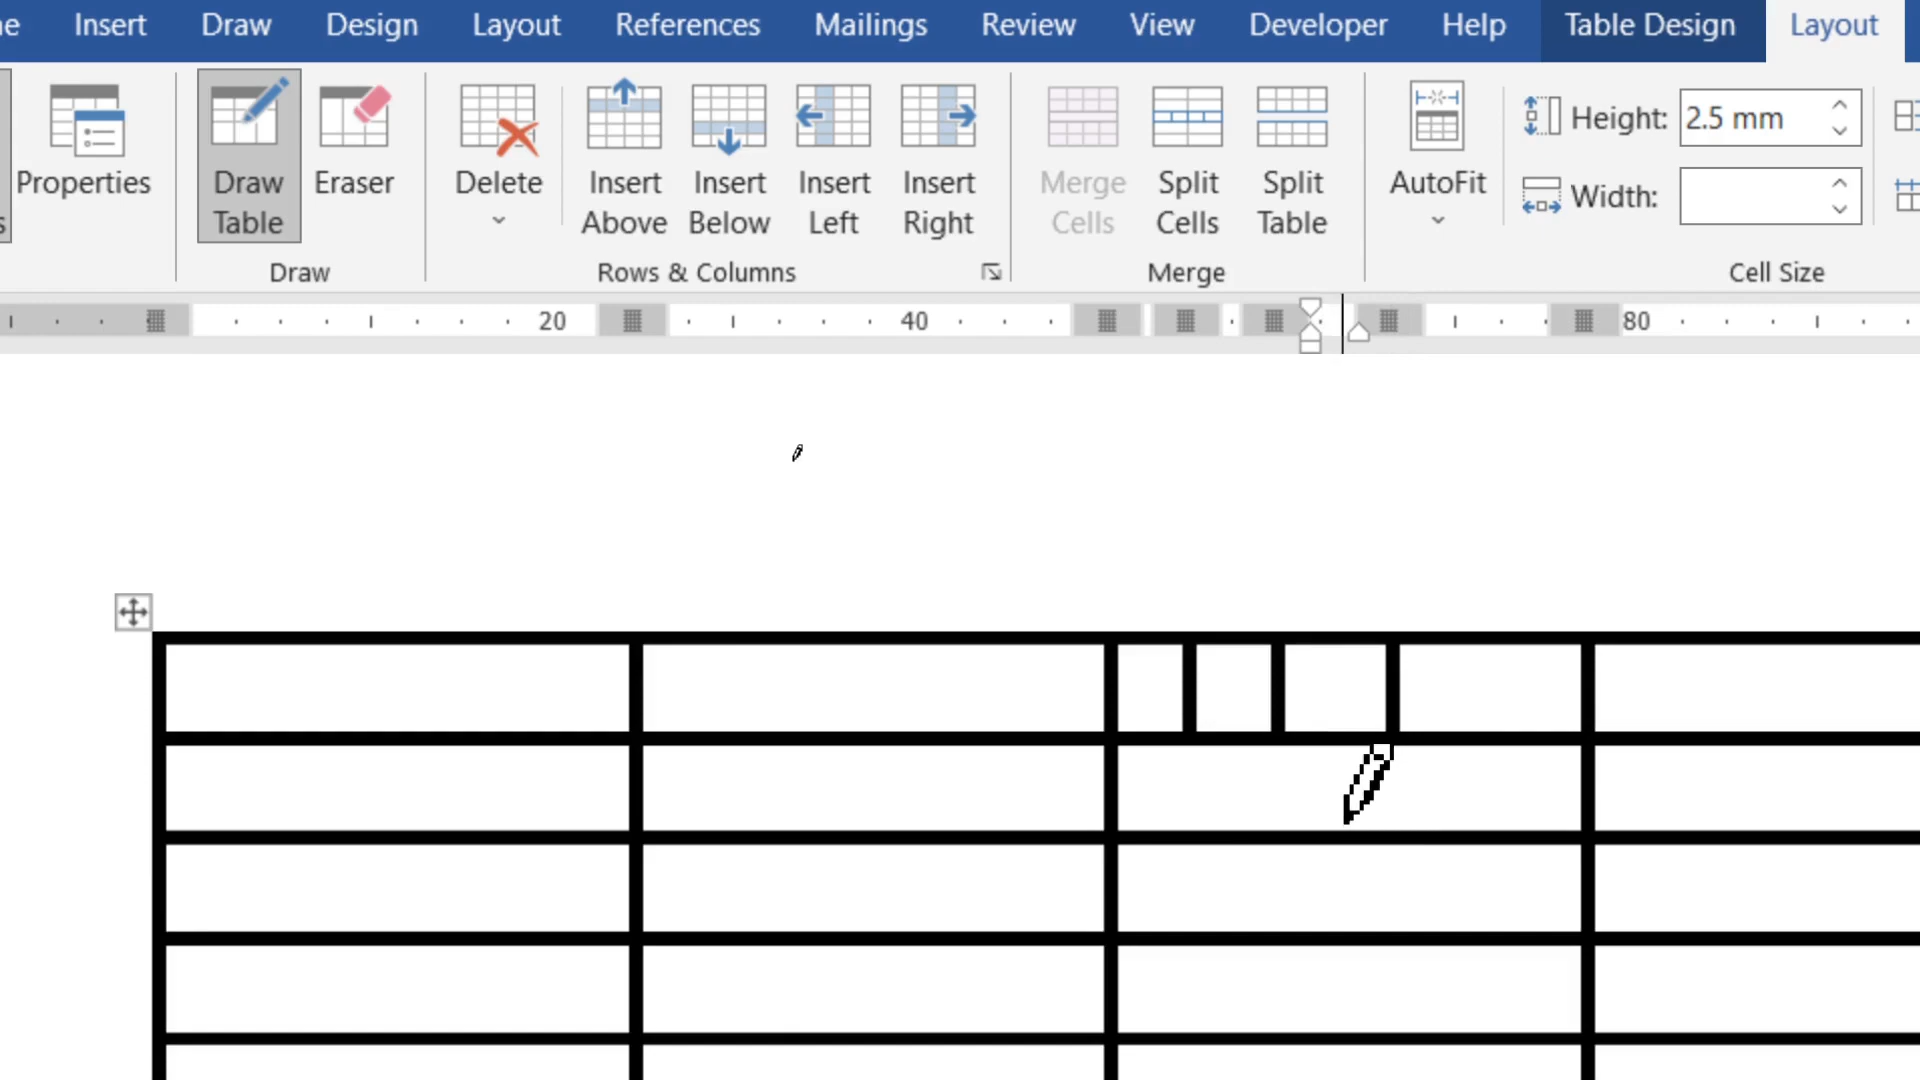 Insert Draw Design Layout References Mailings Review View Developer Help Table Design Layout
Properties
Draw Table
Eraser
Delete
Insert Above
Insert Below
Insert Left
Insert Right
Merge Cells
Split Cells
Split Table
AutoFit
Height: 2.5 mm
Width:
Draw
Rows & Columns
Merge
Cell Size
20 40 80